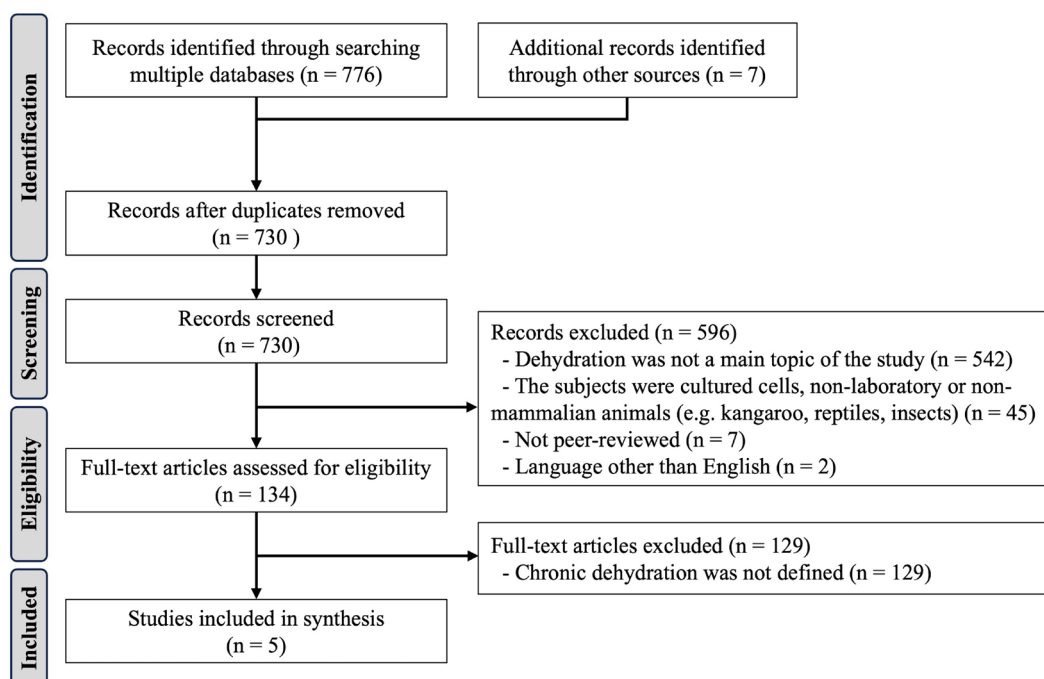 Identification
Records identified through searching
multiple databases (n = 776)
Additional records identified
through other sources (n = 7)
Records after duplicates removed
(n = 730 )
Screening
Records screened
(n = 730)
Records excluded (n = 596)
- Dehydration was not a main topic of the study (n = 542)
- The subjects were cultured cells, non-laboratory or non-
mammalian animals (e.g. kangaroo, reptiles, insects) (n = 45)
- Not peer-reviewed (n = 7)
- Language other than English (n = 2)
Eligibility
Full-text articles assessed for eligibility
(n = 134)
Full-text articles excluded (n = 129)
- Chronic dehydration was not defined (n = 129)
Included
Studies included in synthesis
(n = 5)